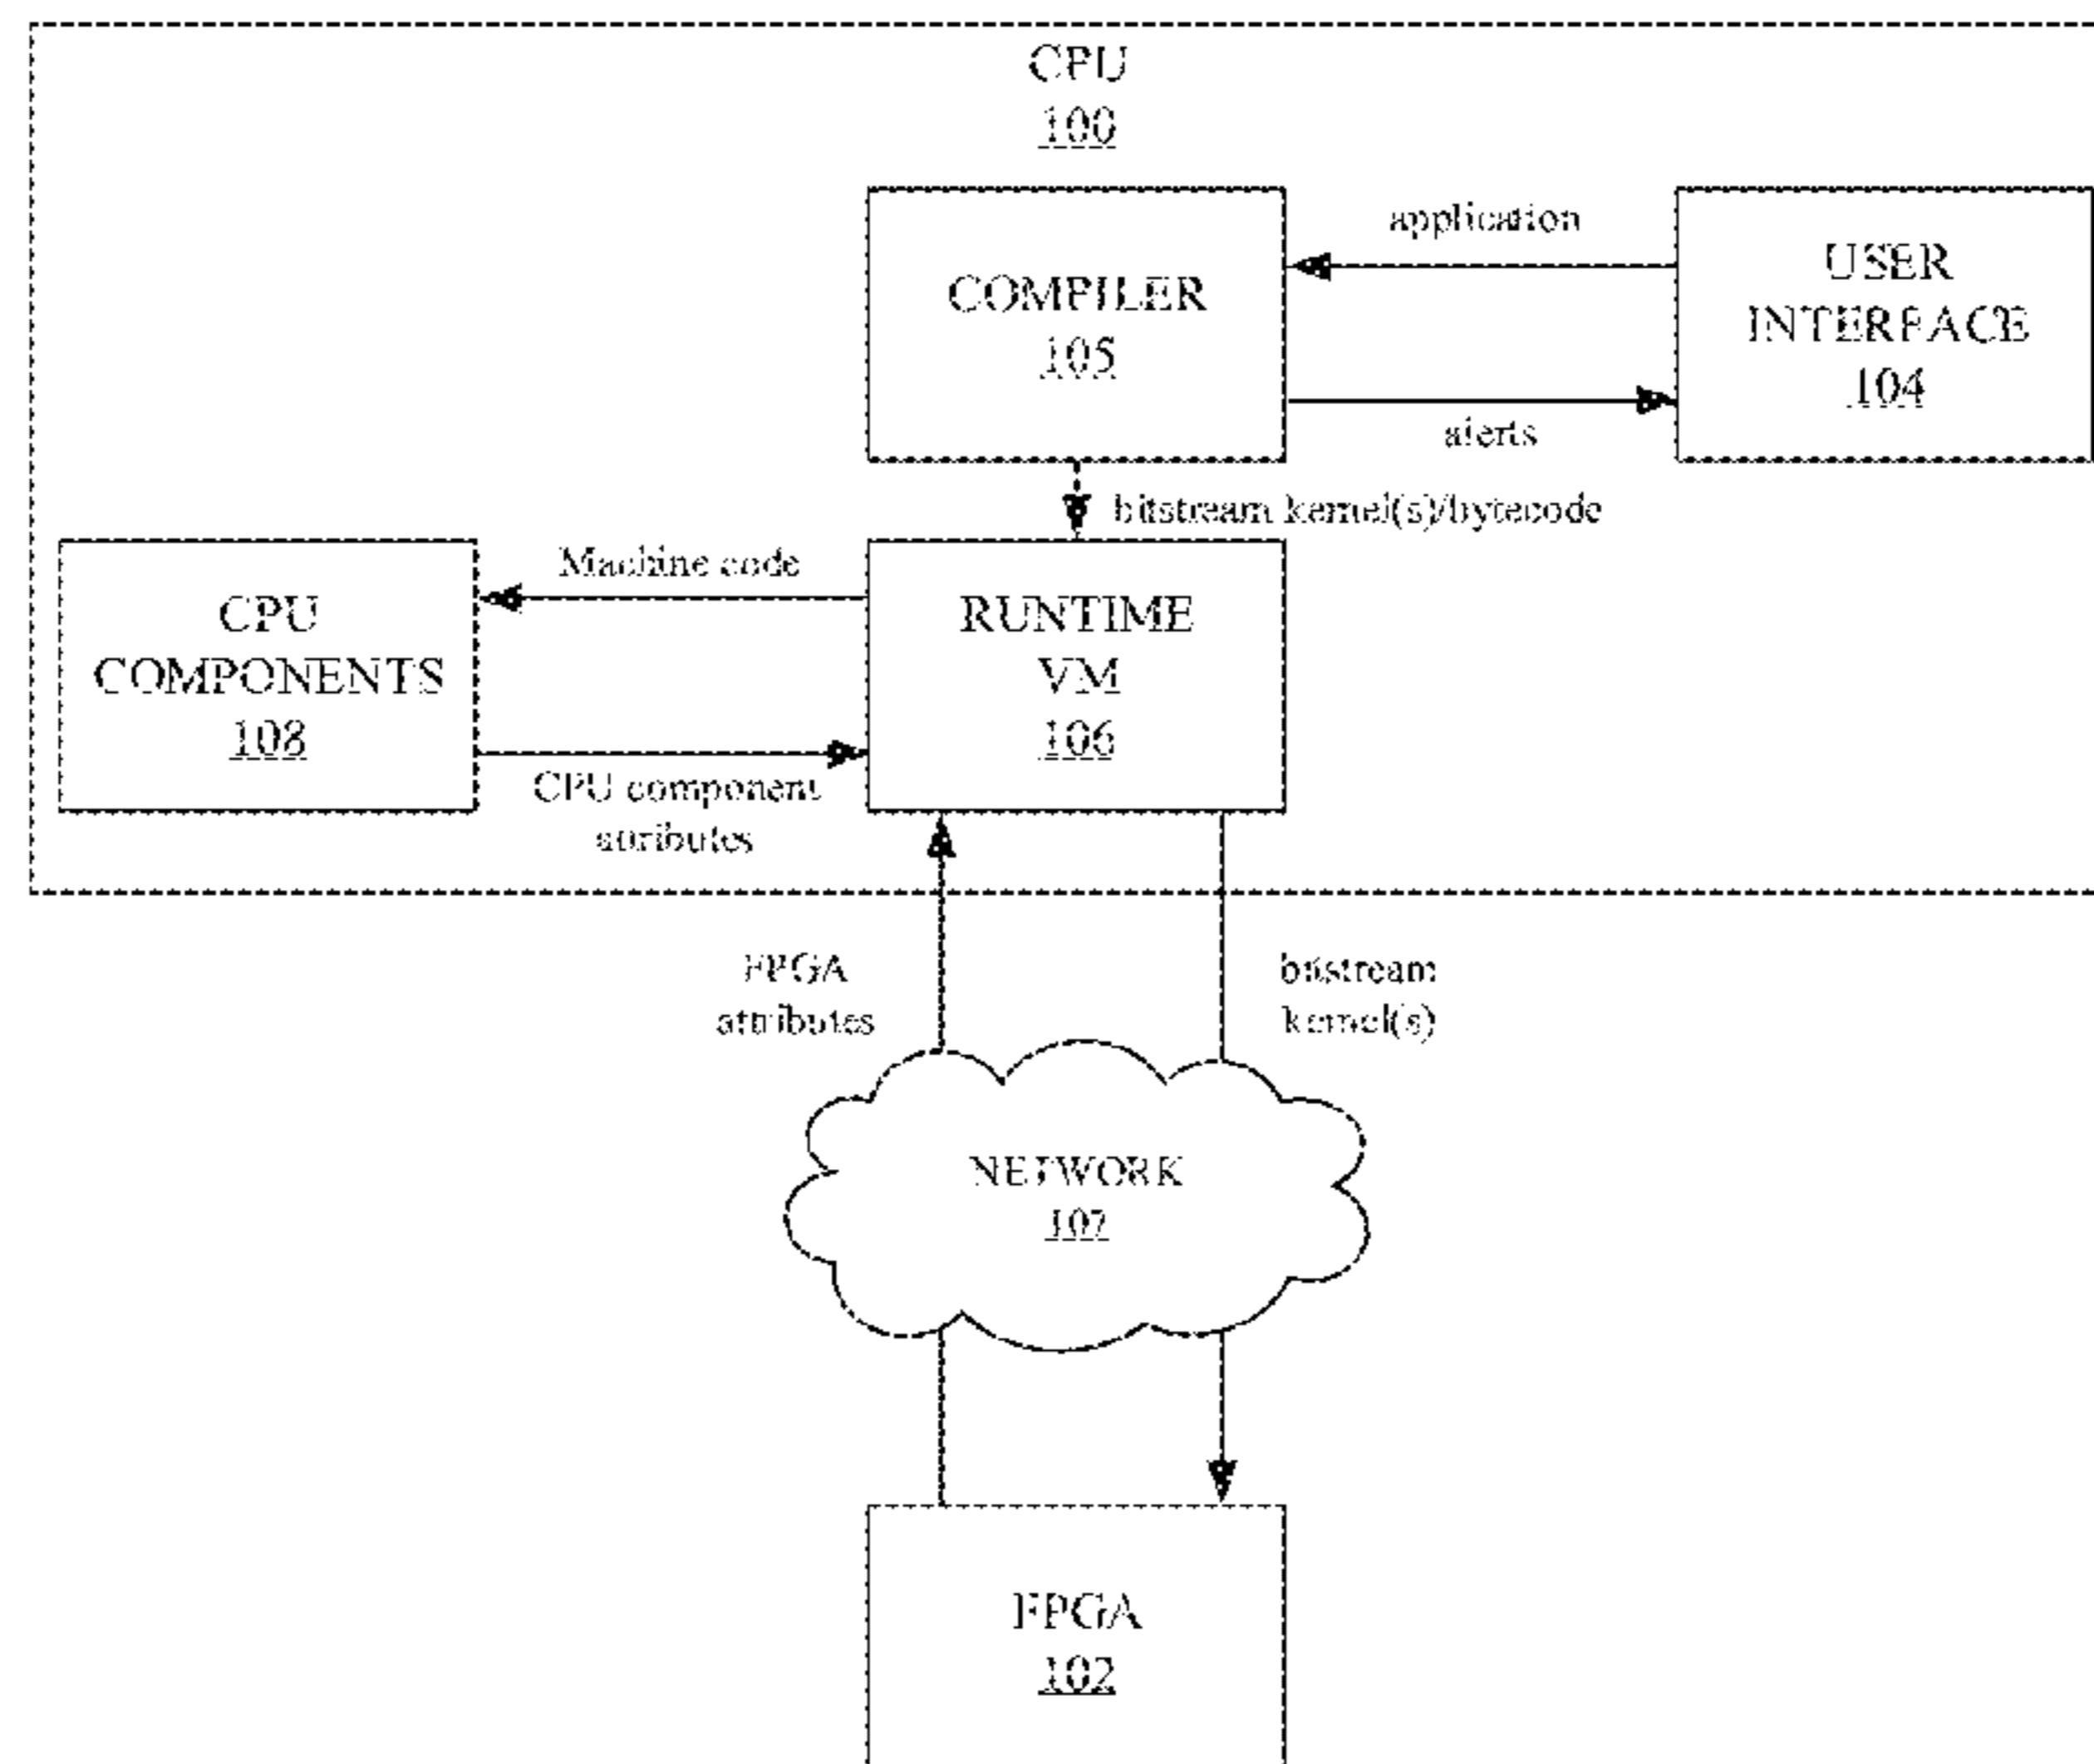 CPU
100
application
COMPILER
105
USER
INTERFACE
104
alerts
bitstream kernel(s)/bytecode
Machine code
CPU
COMPONENTS
108
RUNTIME
VM
106
CPU component
attributes
FPGA
attributes
bitstream
kernel(s)
NETWORK
107
FPGA
102